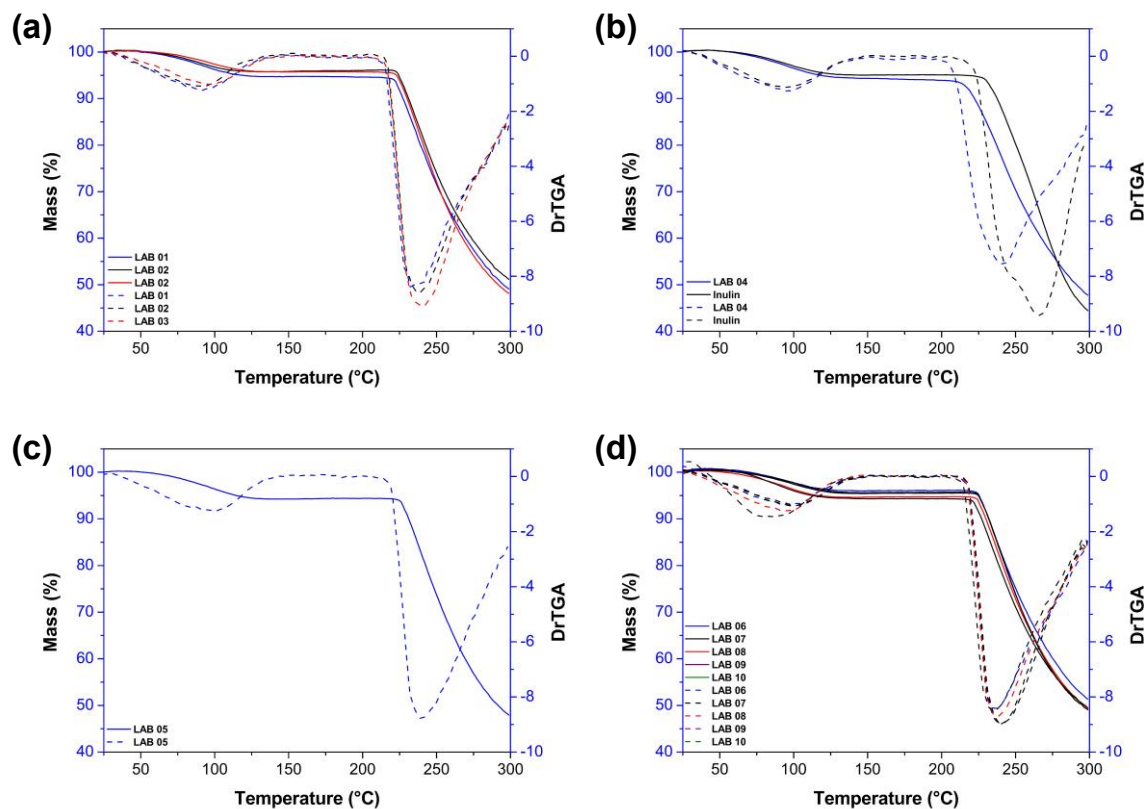 (a)
100
90
80
70
60
50
40
Mass (%)
0
-2
-4
-6
-8
-10
DrTGA
LAB 01
LAB 02
LAB 02
LAB 01
LAB 02
LAB 03
50 100 150 200 250 300
Temperature (°C)
(b)
100
90
80
70
60
50
40
Mass (%)
0
-2
-4
-6
-8
-10
DrTGA
LAB 04
Inulin
LAB 04
Inulin
50 100 150 200 250 300
Temperature (°C)
(c)
100
90
80
70
60
50
40
Mass (%)
0
-2
-4
-6
-8
-10
DrTGA
LAB 05
LAB 05
50 100 150 200 250 300
Temperature (°C)
(d)
100
90
80
70
60
50
40
Mass (%)
0
-2
-4
-6
-8
-10
DrTGA
LAB 06
LAB 07
LAB 08
LAB 09
LAB 10
LAB 06
LAB 07
LAB 08
LAB 09
LAB 10
50 100 150 200 250 300
Temperature (°C)